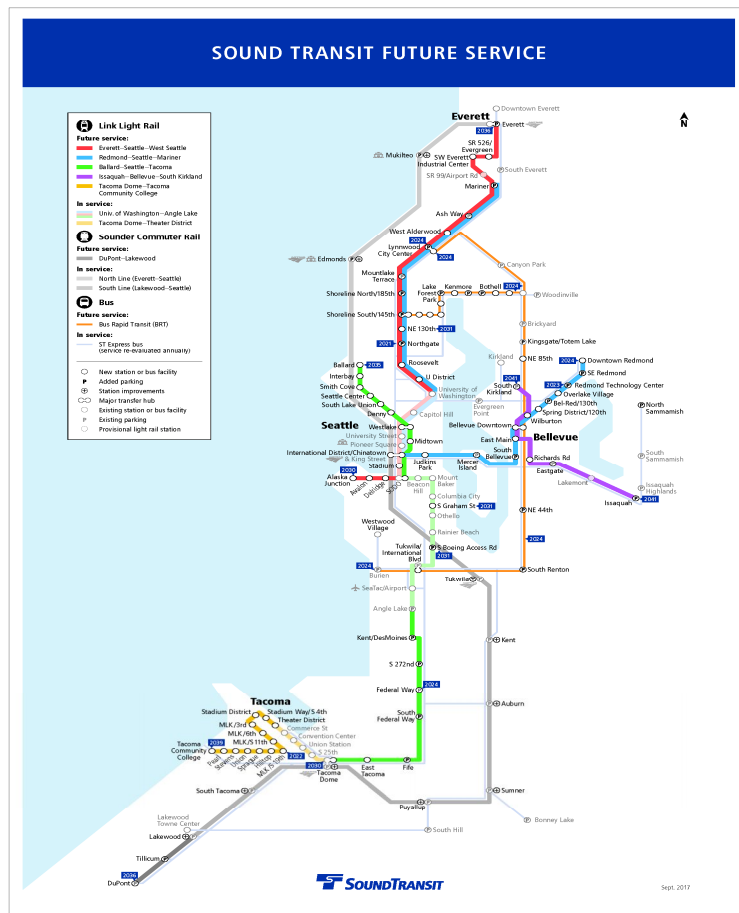 SOUND TRANSIT FUTURE SERVICE
Link Light Rail
Future service:
Everett—Seattle—West Seattle
Redmond—Seattle—Mariner
Ballard—Seattle—Tacoma
Issaquah—Bellevue—South Kirkland
Tacoma Dome—Tacoma
Community College
In service:
Univ. of Washington—Angle Lake
Tacoma Dome—Theater District
Sounder Commuter Rail
Future service:
DuPont—Lakewood
In service:
North Line (Everett—Seattle)
South Line (Lakewood—Seattle)
Bus
Future service:
Bus Rapid Transit (BRT)
In service:
ST Express bus
(service re-evaluated annually)
New station or bus facility
P Added parking
Station improvements
Major transfer hub
Existing station or bus facility
P Existing parking
Provisional light rail station
N
Downtown Everett
Everett
Everett
2036
SR 526/
Evergreen
Mukilteo
SW Everett
Industrial Center
South Everett
SR 99/Airport Rd
Mariner
Ash Way
West Alderwood
2024
Lynnwood
City Center
2024
Edmonds
Canyon Park
Mountlake
Terrace
Lake
Forest
Park
Kenmore
Bothell
2024
Woodinville
Shoreline North/185th
Shoreline South/145th
Brickyard
NE 130th
2031
2021
Northgate
Kingsgate/Totem Lake
Roosevelt
Kirkland
NE 85th
2024
Downtown Redmond
Ballard
2035
SE Redmond
Interbay
U District
2041
2023
Redmond Technology Center
Smith Cove
South
Kirkland
Overlake Village
Seattle Center
University of
Washington
Bel-Red/130th
South Lake Union
Evergreen
Point
Spring District/120th
North
Sammamish
Denny
Capitol Hill
Wilburton
Seattle
Westlake
Bellevue Downtown
University Street
Pioneer Square
Midtown
East Main
Bellevue
International District/Chinatown
& King Street
Judkins
Park
Mercer
Island
South
Bellevue
South
Sammamish
Stadium
Richards Rd
2030
Eastgate
Alaska
Junction
Avalon
Delridge
SODO
Beacon
Hill
Mount
Baker
Lakemont
Issaquah
Highlands
Columbia City
Issaquah
2041
S Graham St
2031
NE 44th
Othello
Westwood
Village
Rainier Beach
2024
Tukwila/
International
Blvd
S Boeing Access Rd
2031
2024
Burien
South Renton
Tukwila
SeaTac/Airport
Angle Lake
Kent/DesMoines
Kent
S 272nd
2024
Federal Way
Auburn
South
Federal Way
Tacoma
Stadium District
Stadium Way/S 4th
Theater District
MLK/3rd
Commerce St
MLK/6th
Convention Center
2039
MLK/S 11th
Union Station
Tacoma
Community
College
S 25th
Pearl
Stevens
Union
Sprague
Hilltop
MLK/S 19th
2022
2030
Tacoma
Dome
East
Tacoma
Fife
South Tacoma
Sumner
Puyallup
Lakewood
Towne Center
Bonney Lake
South Hill
Lakewood
Tillicum
2036
DuPont
SOUNDTRANSIT
Sept. 2017